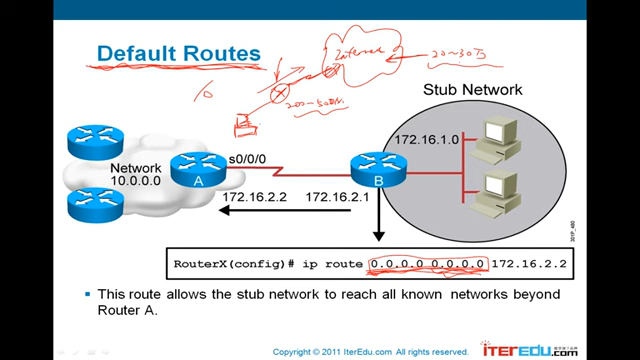 Default Routes
Internet
20~30万
Stub Network
172.16.1.0
Network
10.0.0.0
s0/0/0
A
B
172.16.2.2
172.16.2.1
RouterX(config)# ip route 0.0.0.0 0.0.0.0 172.16.2.2
This route allows the stub network to reach all known networks beyond
Router A.
Copyright © 2011 IterEdu.com All rights reserved.
iTEREDU.com